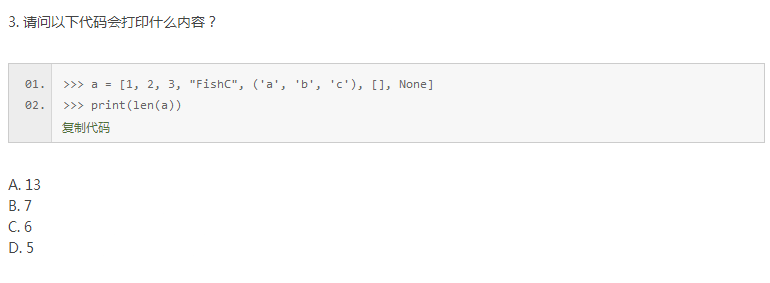 3. 请问以下代码会打印什么内容？
01. >>> a = [1, 2, 3, "FishC", ('a', 'b', 'c'), [], None]
02. >>> print(len(a))
复制代码
A. 13
B. 7
C. 6
D. 5